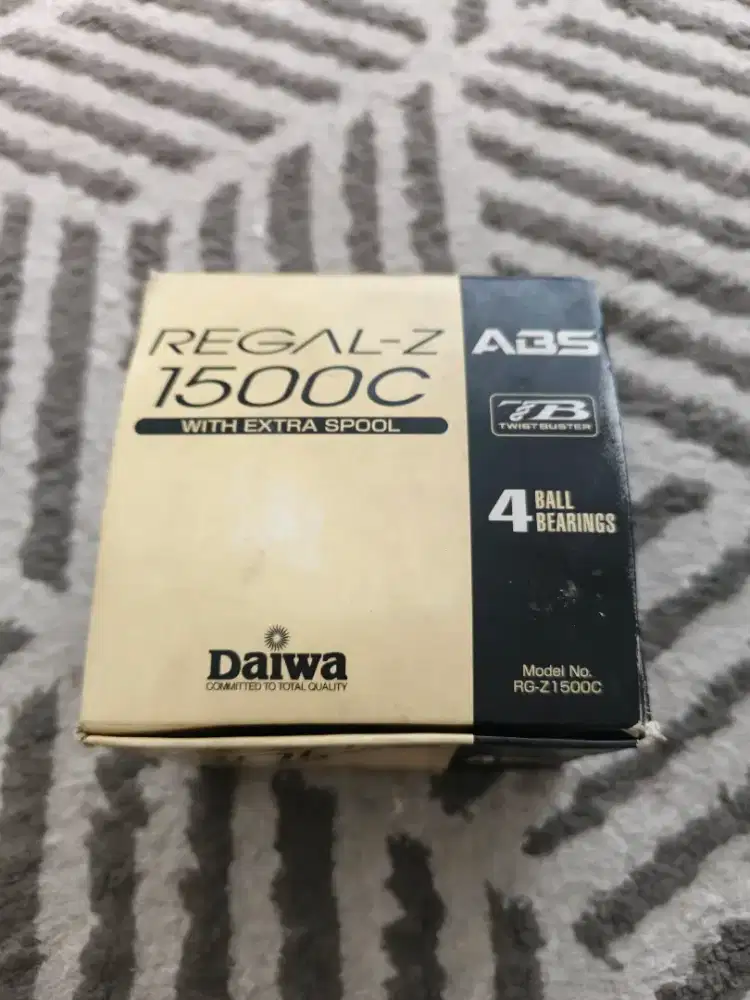 REGAL-Z
1500C
WITH EXTRA SPOOL
Daiwa
COMMITTED TO TOTAL QUALITY
ABS
TB
TWISTBUSTER
4 BALL
BEARINGS
Model No.
RG-Z1500C